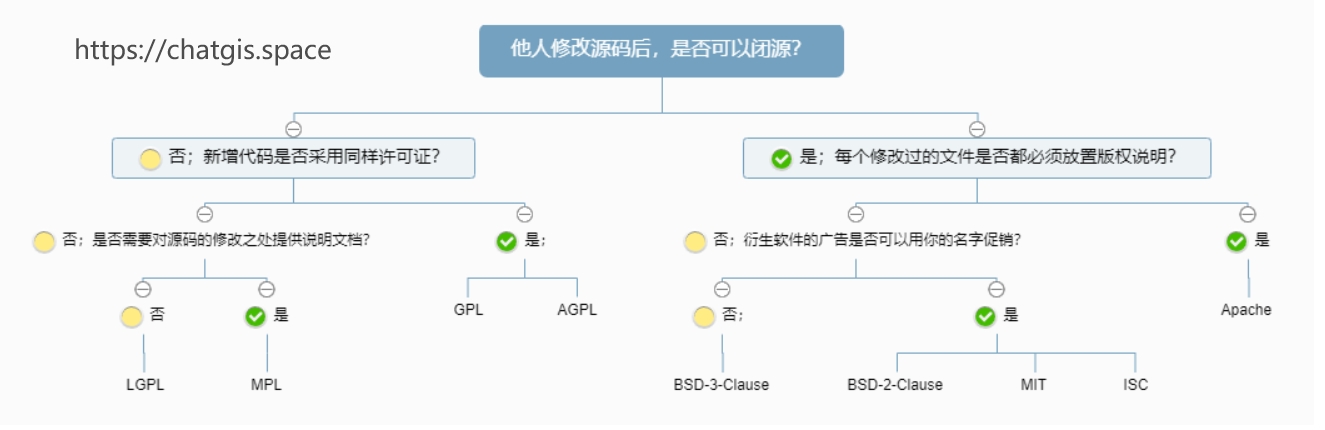 https://chatgis.space
他人修改源码后，是否可以闭源？
否；新增代码是否采用同样许可证？
是；每个修改过的文件是否都必须放置版权说明？
否；是否需要对源码的修改之处提供说明文档？
是；
否；衍生软件的广告是否可以用你的名字促销？
是
否
是
GPL
AGPL
否；
是
Apache
LGPL
MPL
BSD-3-Clause
BSD-2-Clause
MIT
ISC